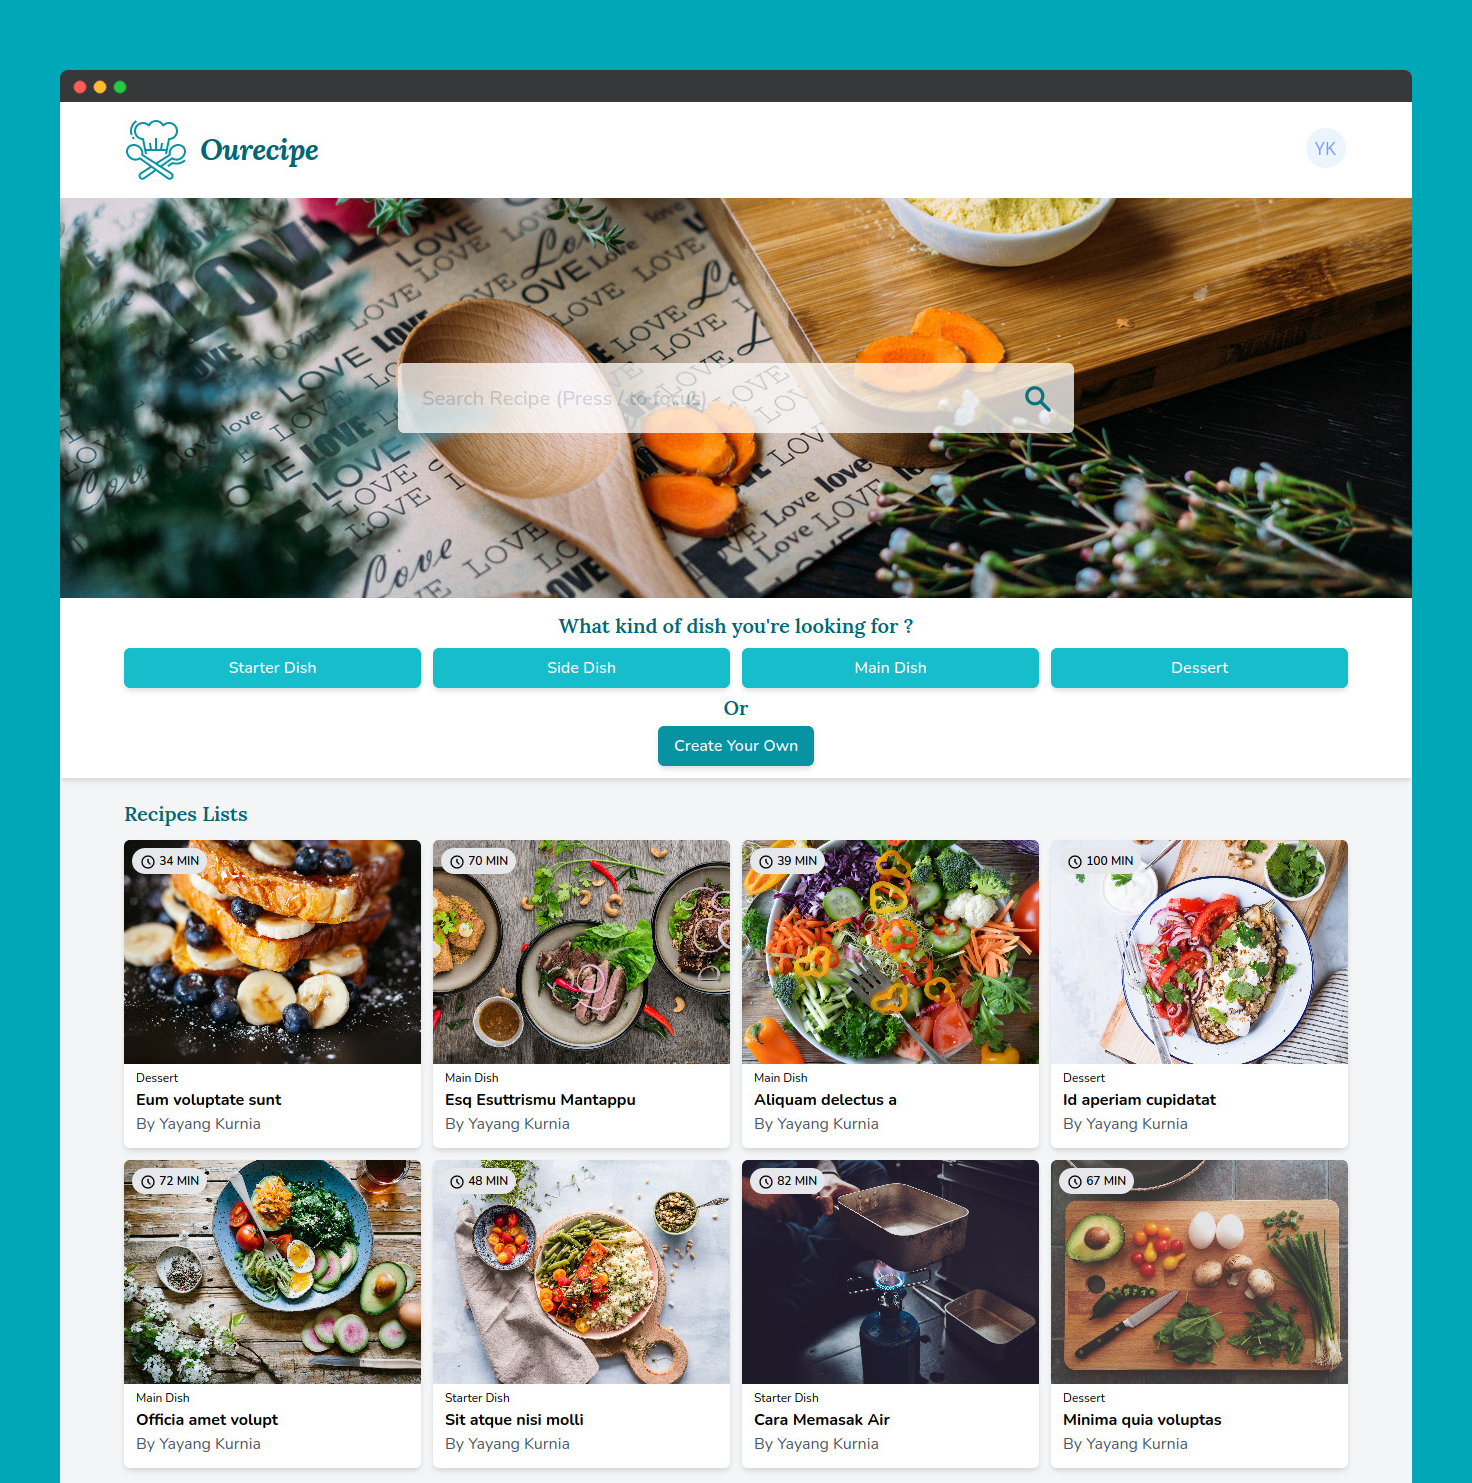 Ourecipe
YK
Search Recipe (Press / to focus)
What kind of dish you're looking for ?
Starter Dish
Side Dish
Main Dish
Dessert
Or
Create Your Own
Recipes Lists
34 MIN
70 MIN
39 MIN
100 MIN
Dessert
Eum voluptate sunt
By Yayang Kurnia
Main Dish
Esq Esuttrismu Mantappu
By Yayang Kurnia
Main Dish
Aliquam delectus a
By Yayang Kurnia
Dessert
Id aperiam cupidatat
By Yayang Kurnia
72 MIN
48 MIN
82 MIN
67 MIN
Main Dish
Officia amet volupt
By Yayang Kurnia
Starter Dish
Sit atque nisi molli
By Yayang Kurnia
Starter Dish
Cara Memasak Air
By Yayang Kurnia
Dessert
Minima quia voluptas
By Yayang Kurnia